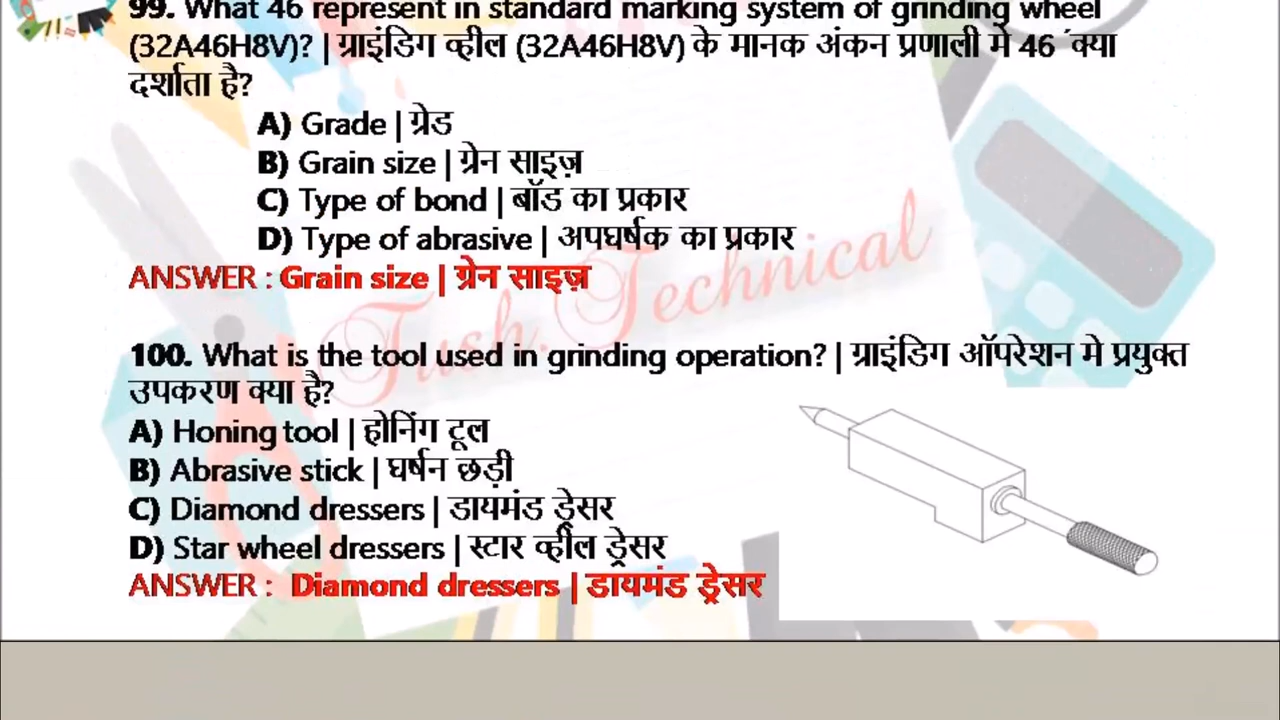 99. What 46 represent in standard marking system of grinding wheel
(32A46H8V)? | ग्राइंडिग व्हील (32A46H8V) के मानक अंकन प्रणाली में 46 क्या
दर्शाता है?
A) Grade | ग्रेड
B) Grain size | ग्रेन साइज़
C) Type of bond | बॉड का प्रकार
D) Type of abrasive | अपघर्षक का प्रकार
ANSWER : Grain size | ग्रेन साइज़
Tush.Technical
100. What is the tool used in grinding operation? | ग्राइंडिग ऑपरेशन मे प्रयुक्त
उपकरण क्या है?
A) Honing tool | होनिंग टूल
B) Abrasive stick | घर्षन छड़ी
C) Diamond dressers | डायमंड ड्रेसर
D) Star wheel dressers | स्टार व्हील ड्रेसर
ANSWER : Diamond dressers | डायमंड ड्रेसर